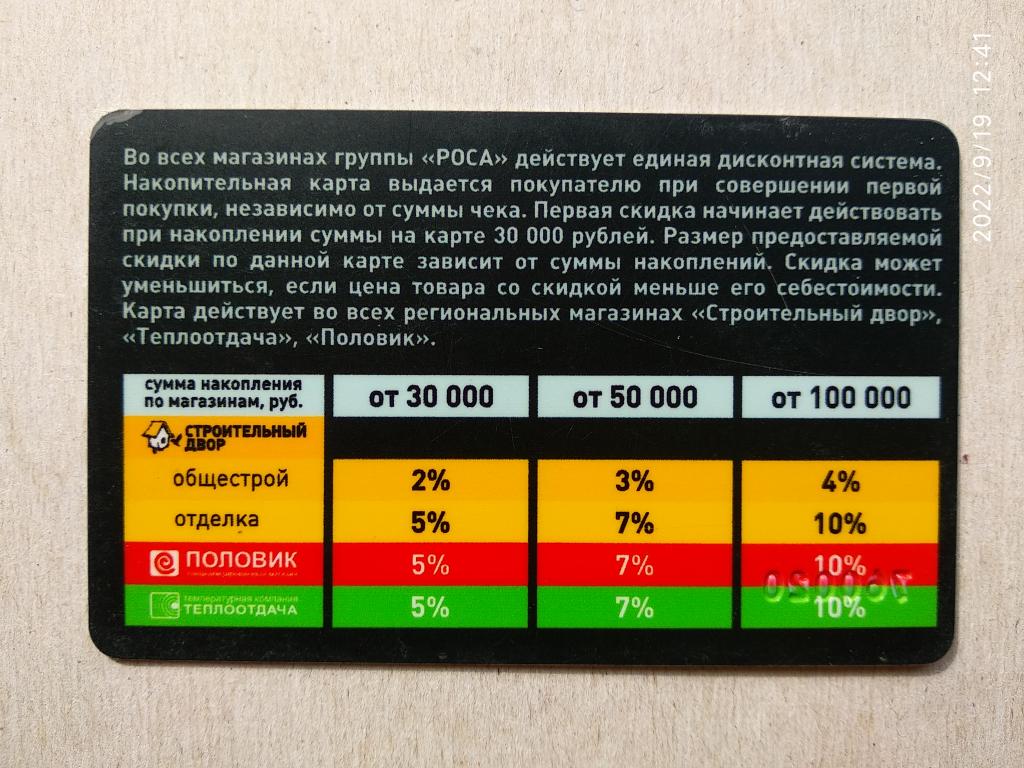 Во всех магазинах группы «РОСА» действует единая дисконтная система.
Накопительная карта выдается покупателю при совершении первой
покупки, независимо от суммы чека. Первая скидка начинает действовать
при накоплении суммы на карте 30 000 рублей. Размер предоставляемой
скидки по данной карте зависит от суммы накоплений. Скидка может
уменьшиться, если цена товара со скидкой меньше его себестоимости.
Карта действует во всех региональных магазинах «Строительный двор»,
«Теплоотдача», «Половик».
сумма накопления
по магазинам, руб.
от 30 000 от 50 000 от 100 000
СТРОИТЕЛЬНЫЙ
ДВОР
общестрой 2% 3% 4%
отделка 5% 7% 10%
ПОЛОВИК 5% 7% 10%
температурная компания
ТЕПЛООТДАЧА 5% 7% 10%
2022/9/19 12:41